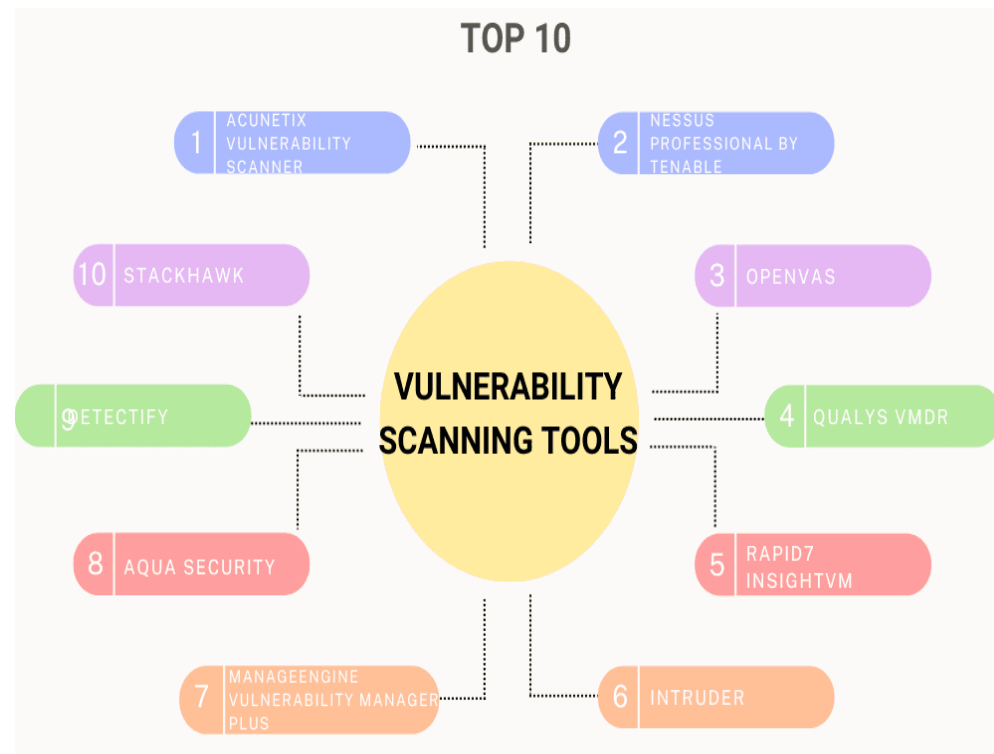 TOP 10
1
ACUNETIX
VULNERABILITY
SCANNER
2
NESSUS
PROFESSIONAL BY
TENABLE
10
STACKHAWK
3
OPENVAS
VULNERABILITY
SCANNING TOOLS
9
DETECTIFY
4
QUALYS VMDR
8
AQUA SECURITY
5
RAPID7
INSIGHTVM
7
MANAGEENGINE
VULNERABILITY MANAGER
PLUS
6
INTRUDER